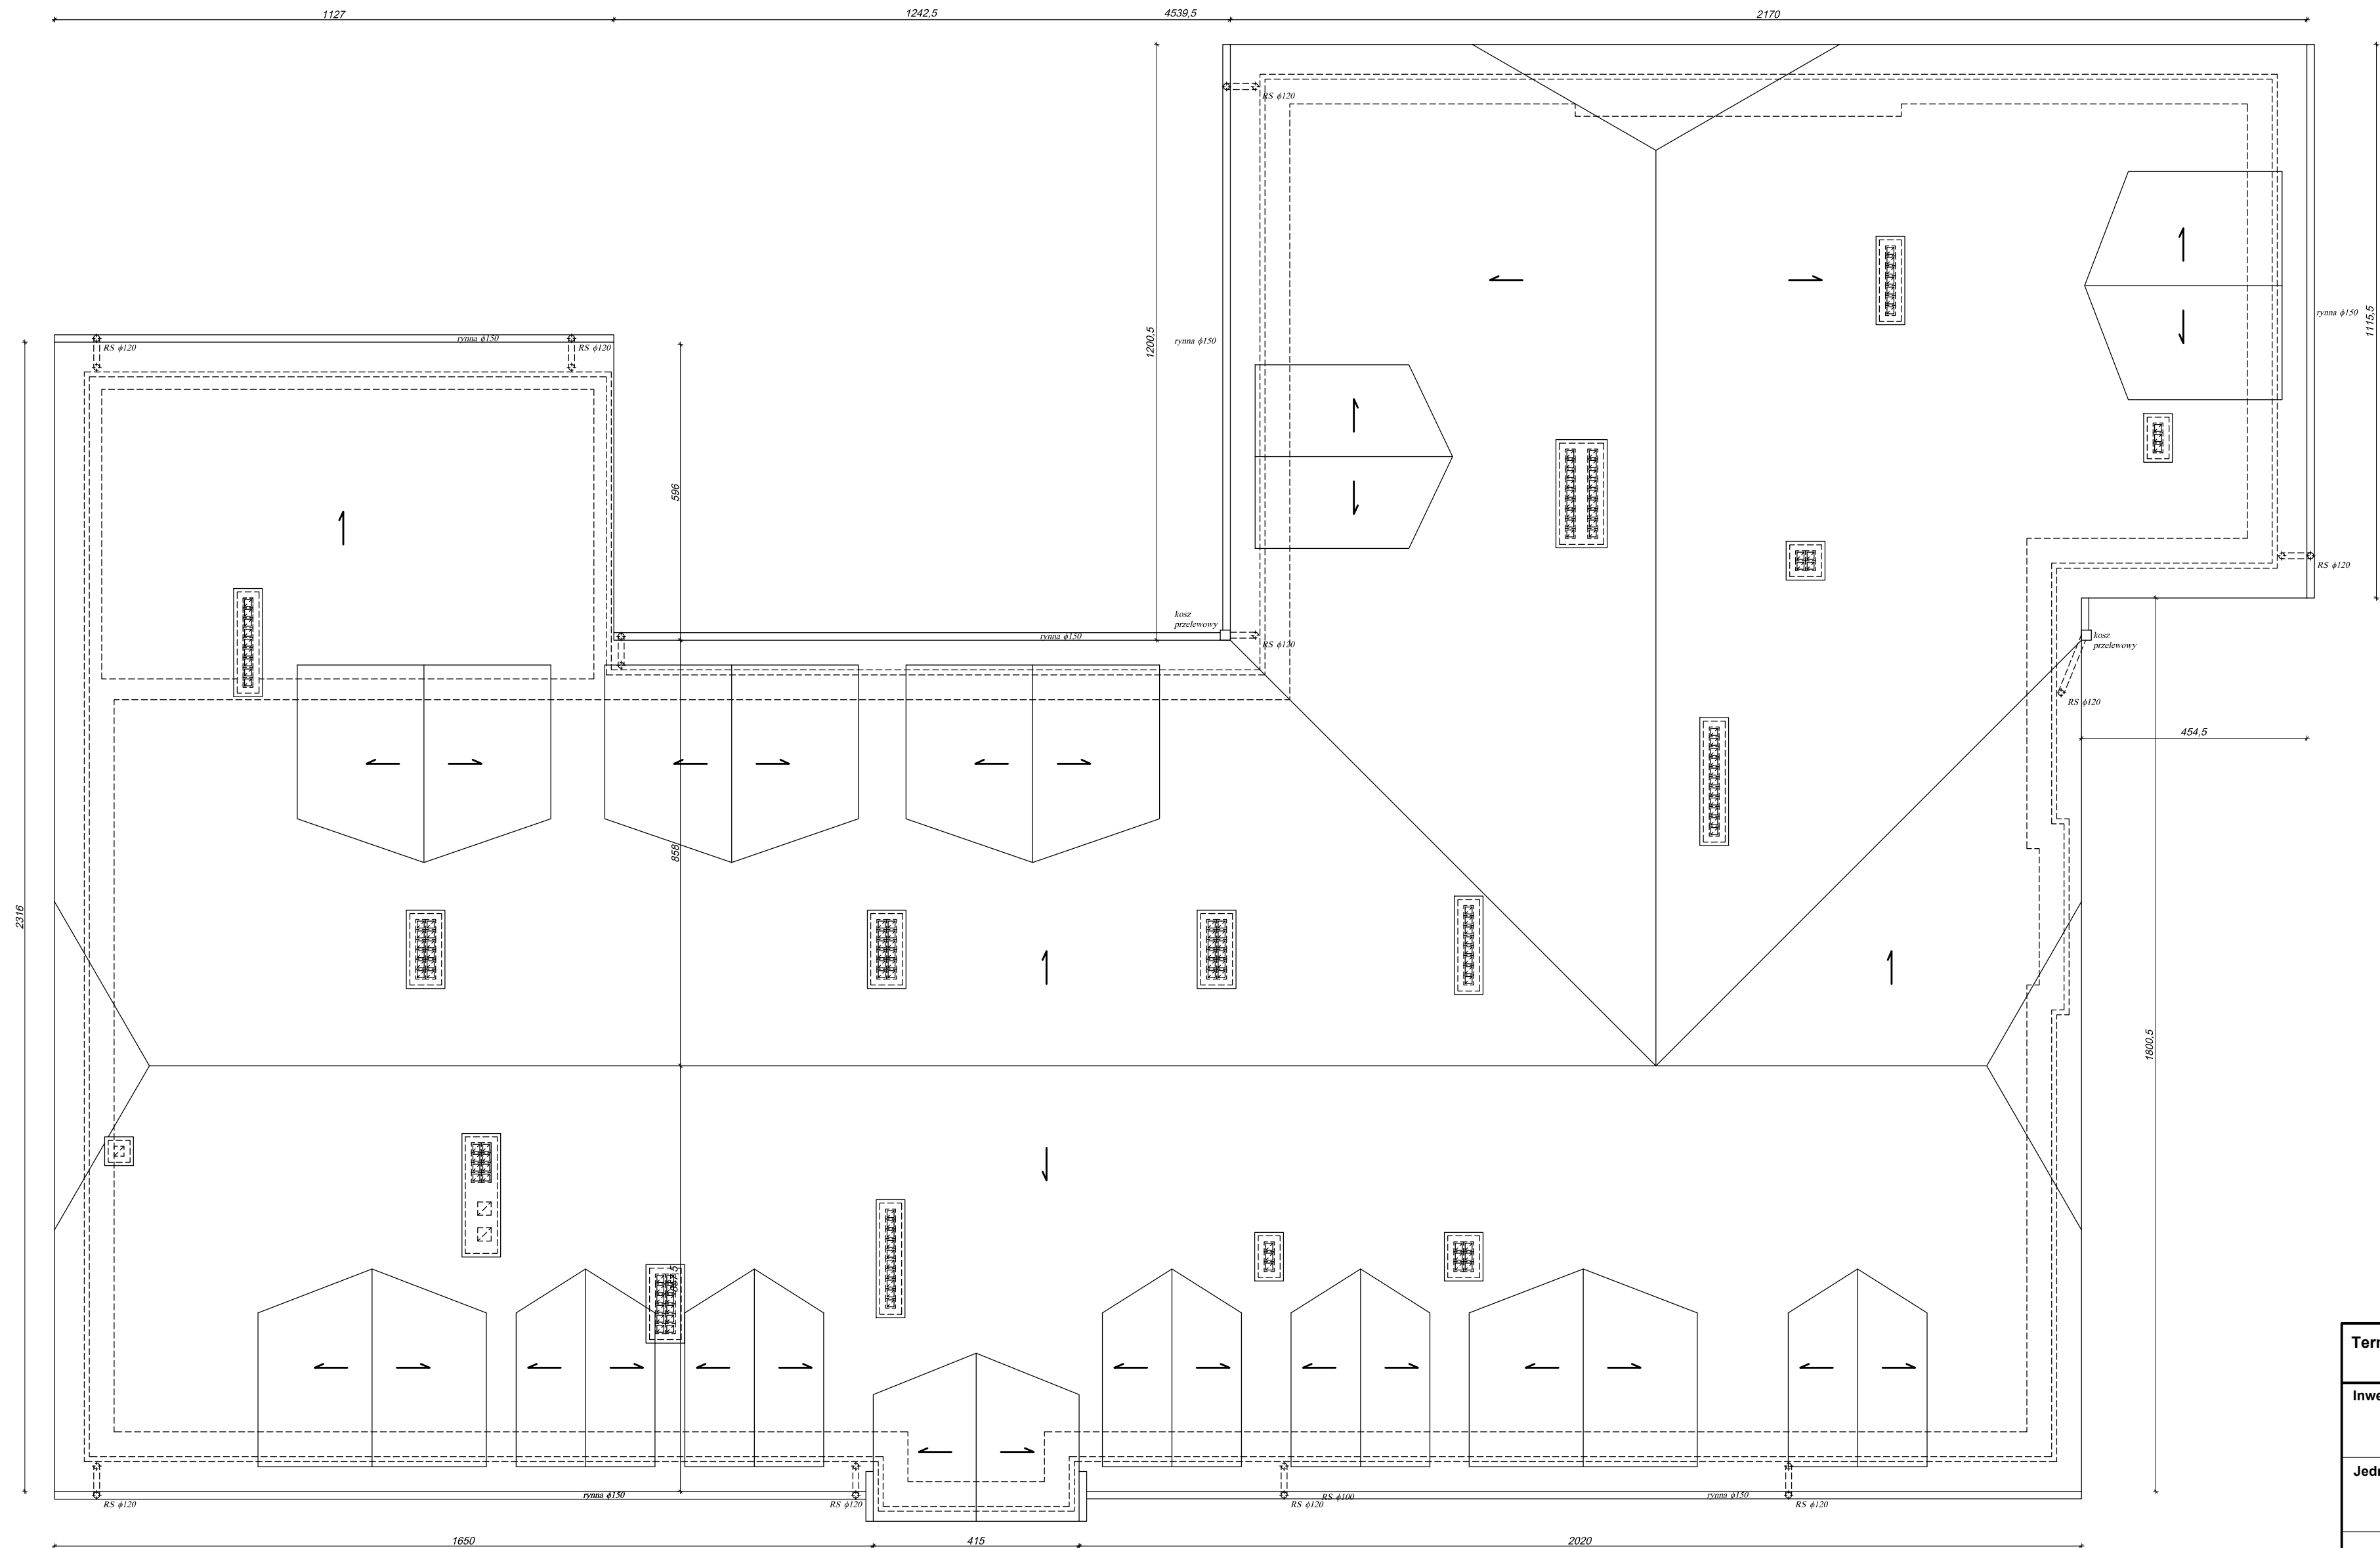 1127
1242,5
4539,5
2170
RS ϕ120
1200,5
rynna ϕ150
rynna ϕ150
1115,5
rynna ϕ150
RS ϕ120
RS ϕ120
596
RS ϕ120
kosz
przelewowy
rynna ϕ150
RS ϕ120
kosz
przelewowy
RS ϕ120
454,5
858
2316
1800,5
RS ϕ120
rynna ϕ150
RS ϕ120
RS ϕ120
RS ϕ100
rynna ϕ150
RS ϕ120
1650
415
2020
Terr
Inwe
Jedn